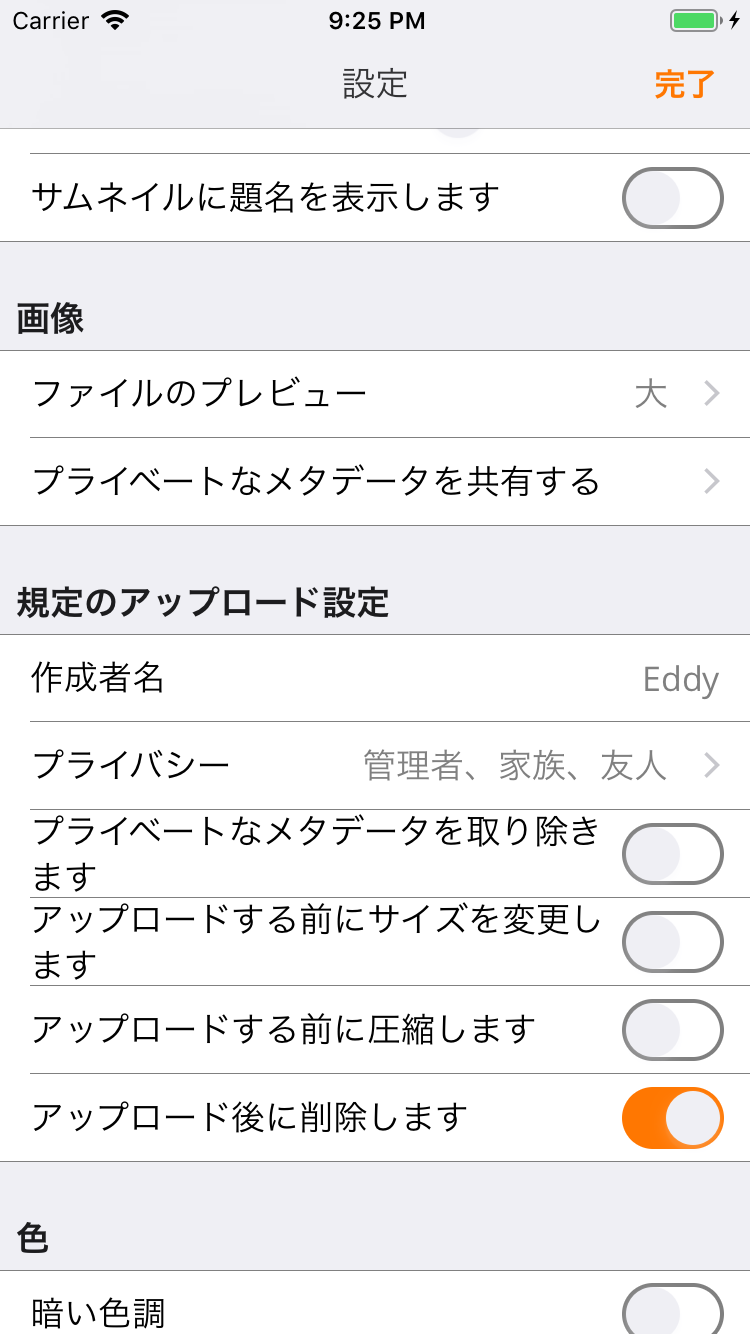 Carrier 9:25 PM
設定 完了
サムネイルに題名を表示します
画像
ファイルのプレビュー 大
プライベートなメタデータを共有する
規定のアップロード設定
作成者名 Eddy
プライバシー 管理者、家族、友人
プライベートなメタデータを取り除き
ます
アップロードする前にサイズを変更し
ます
アップロードする前に圧縮します
アップロード後に削除します
色
暗い色調